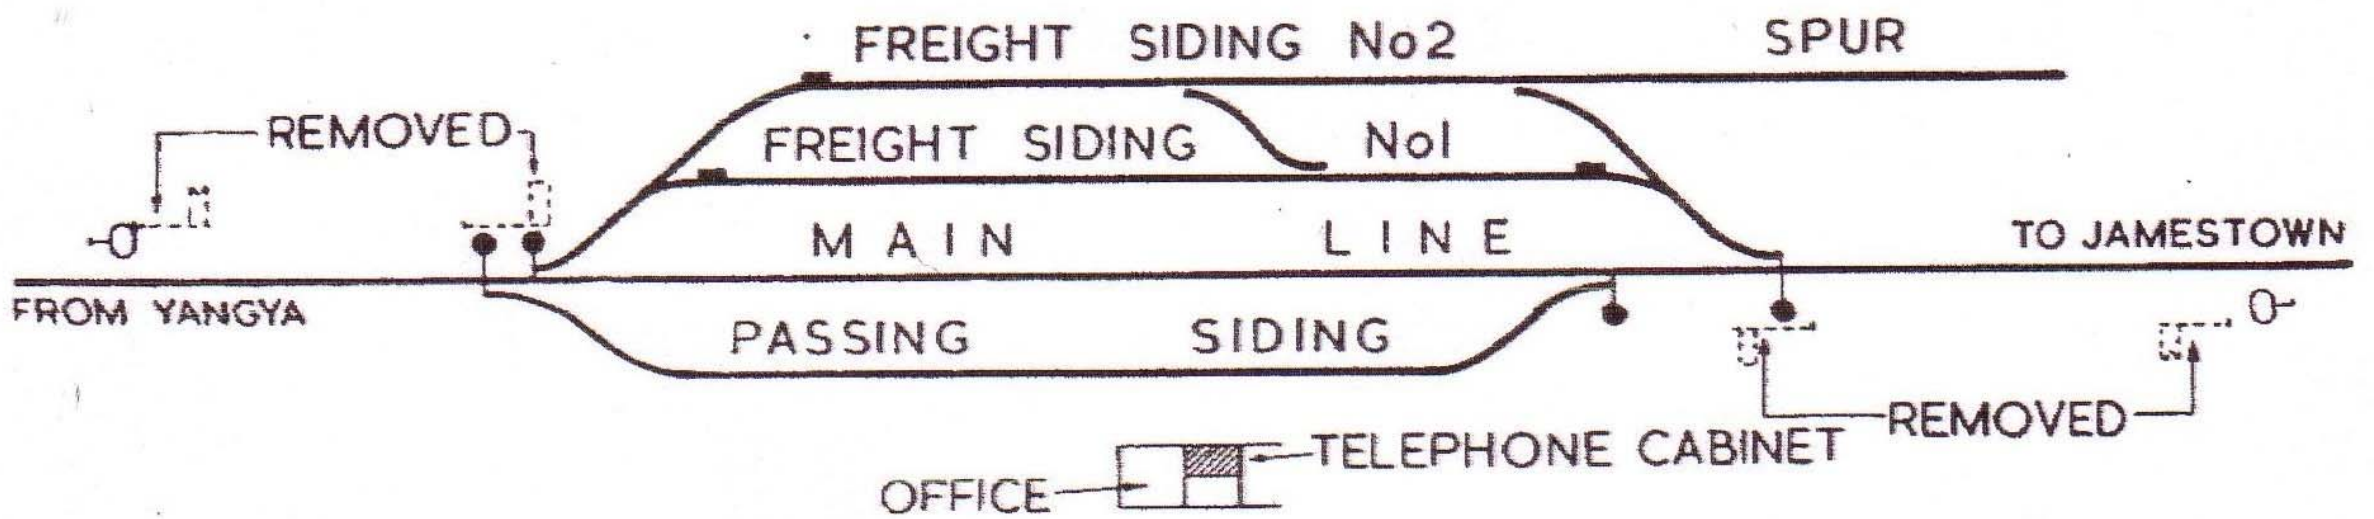 FREIGHT SIDING No2 SPUR
REMOVED
FREIGHT SIDING No1
MAIN LINE
TO JAMESTOWN
FROM YANGYA
PASSING SIDING
REMOVED
TELEPHONE CABINET
OFFICE